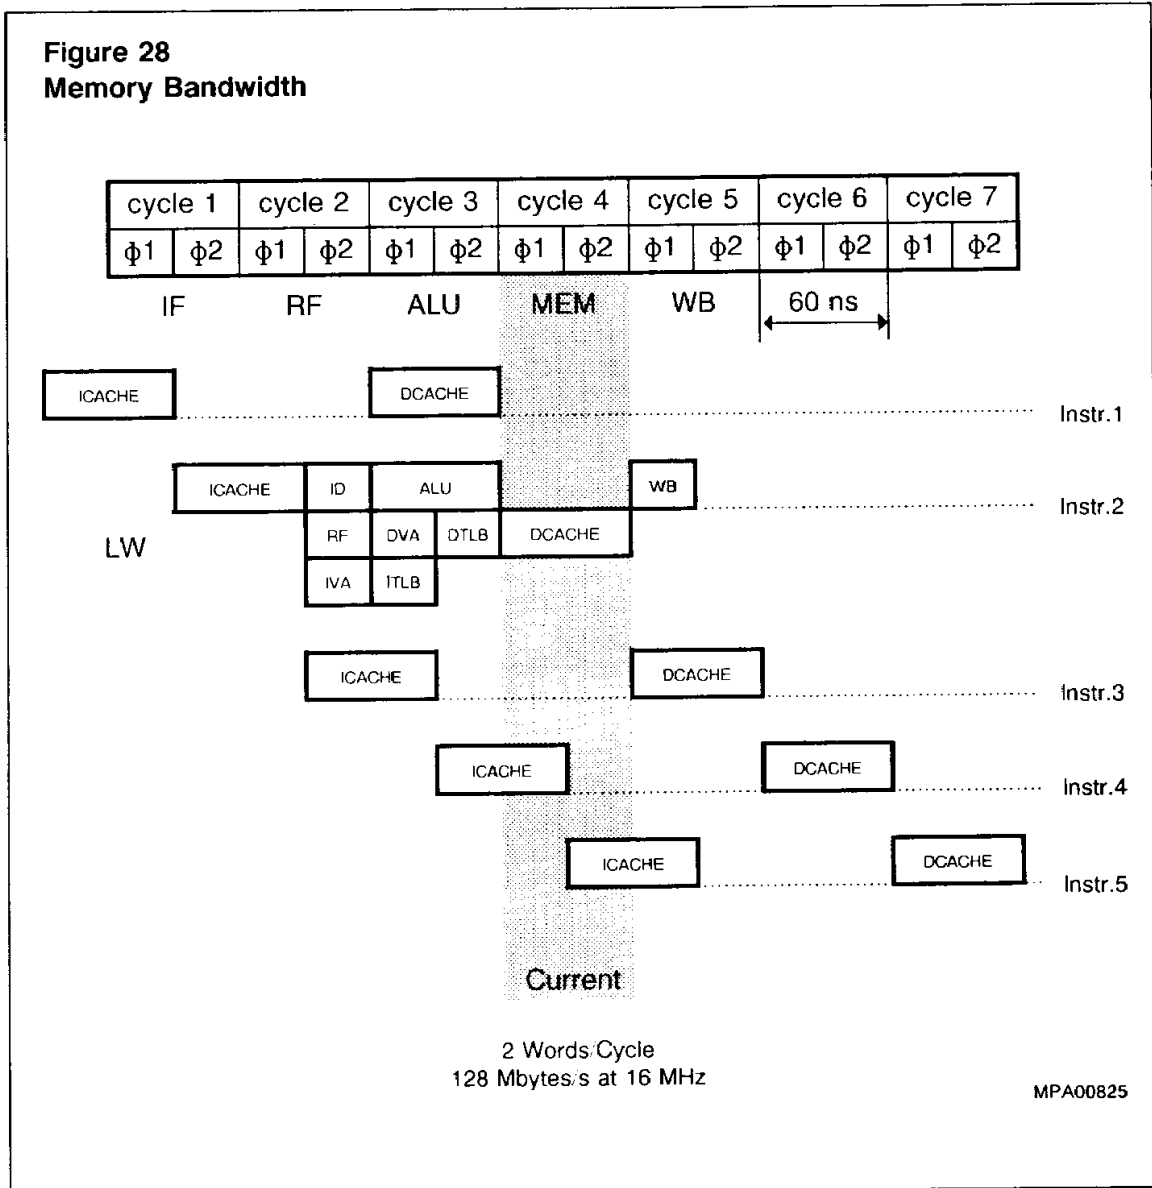 Figure 28
Memory Bandwidth
cycle 1 cycle 2 cycle 3 cycle 4 cycle 5 cycle 6 cycle 7
ϕ1 ϕ2 ϕ1 ϕ2 ϕ1 ϕ2 ϕ1 ϕ2 ϕ1 ϕ2 ϕ1 ϕ2 ϕ1 ϕ2
IF RF ALU MEM WB 60 ns
ICACHE DCACHE Instr.1
ICACHE ID ALU WB Instr.2
LW RF DVA DTLB DCACHE
IVA ITLB
ICACHE DCACHE Instr.3
ICACHE DCACHE Instr.4
ICACHE DCACHE Instr.5
Current
2 Words/Cycle
128 Mbytes/s at 16 MHz
MPA00825